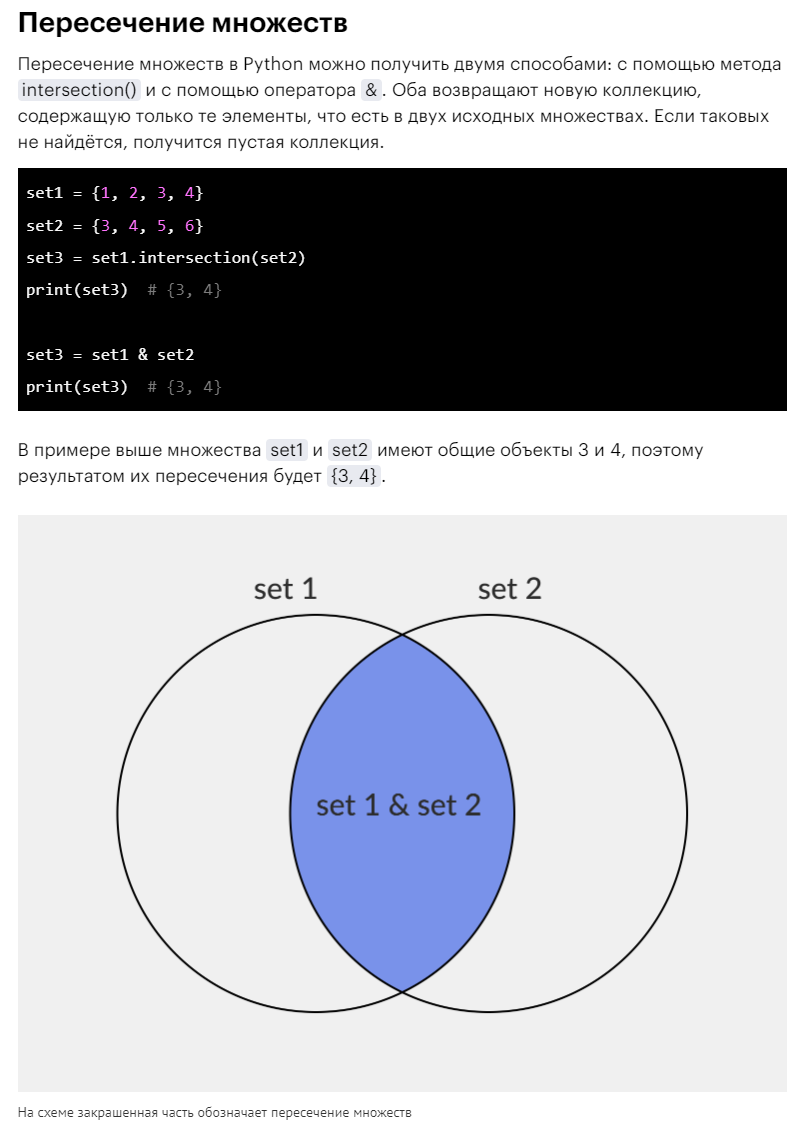 Пересечение множеств
Пересечение множеств в Python можно получить двумя способами: с помощью метода
intersection() и с помощью оператора & . Оба возвращают новую коллекцию,
содержащую только те элементы, что есть в двух исходных множествах. Если таковых
не найдётся, получится пустая коллекция.
set1 = {1, 2, 3, 4}
set2 = {3, 4, 5, 6}
set3 = set1.intersection(set2)
print(set3)  # {3, 4}
set3 = set1 & set2
print(set3)  # {3, 4}
В примере выше множества set1 и set2 имеют общие объекты 3 и 4, поэтому
результатом их пересечения будет {3, 4} .
set 1 set 2
set 1 & set 2
На схеме закрашенная часть обозначает пересечение множеств